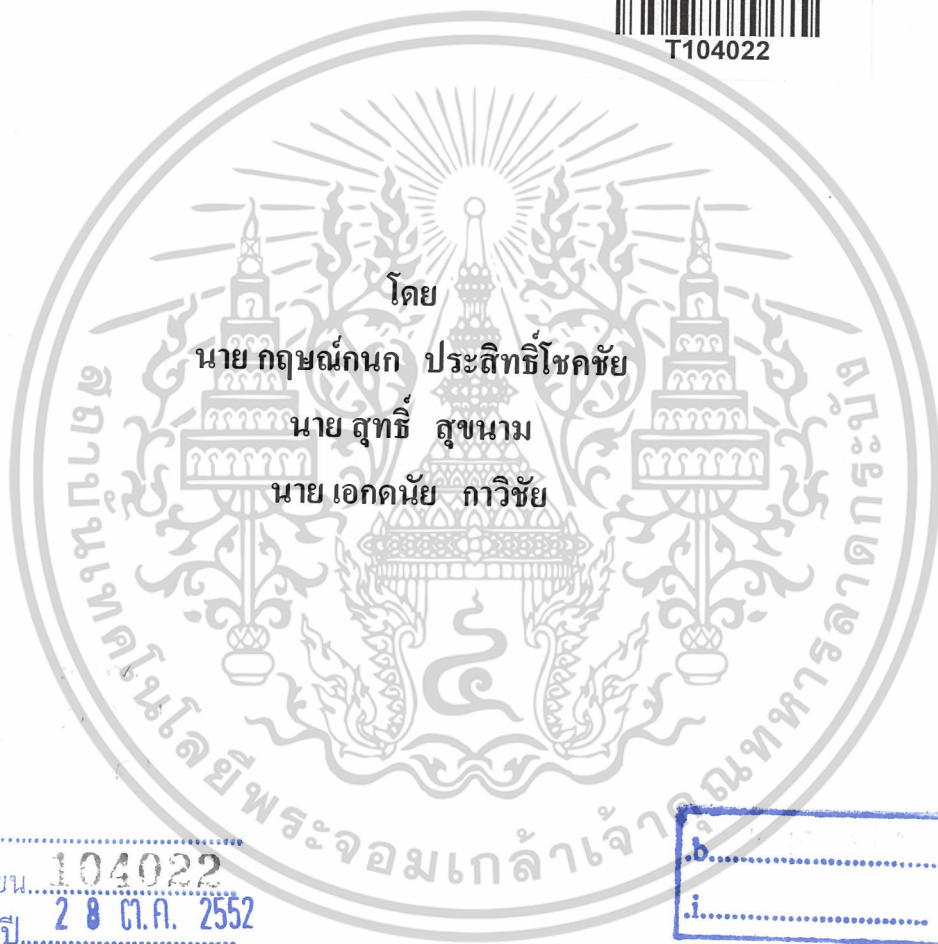 T104022
โดย
นาย กฤษณ์กนก ประสิทธิ์โชคชัย
นาย สุทธิ์ สุขนาม
นาย เอกดนัย กาวิชัย
สถาบันเทคโนโลยีพระจอมเกล้าเจ้าคุณทหารลาดกระบัง
104022
28 ต.ค. 2552
.b
.i